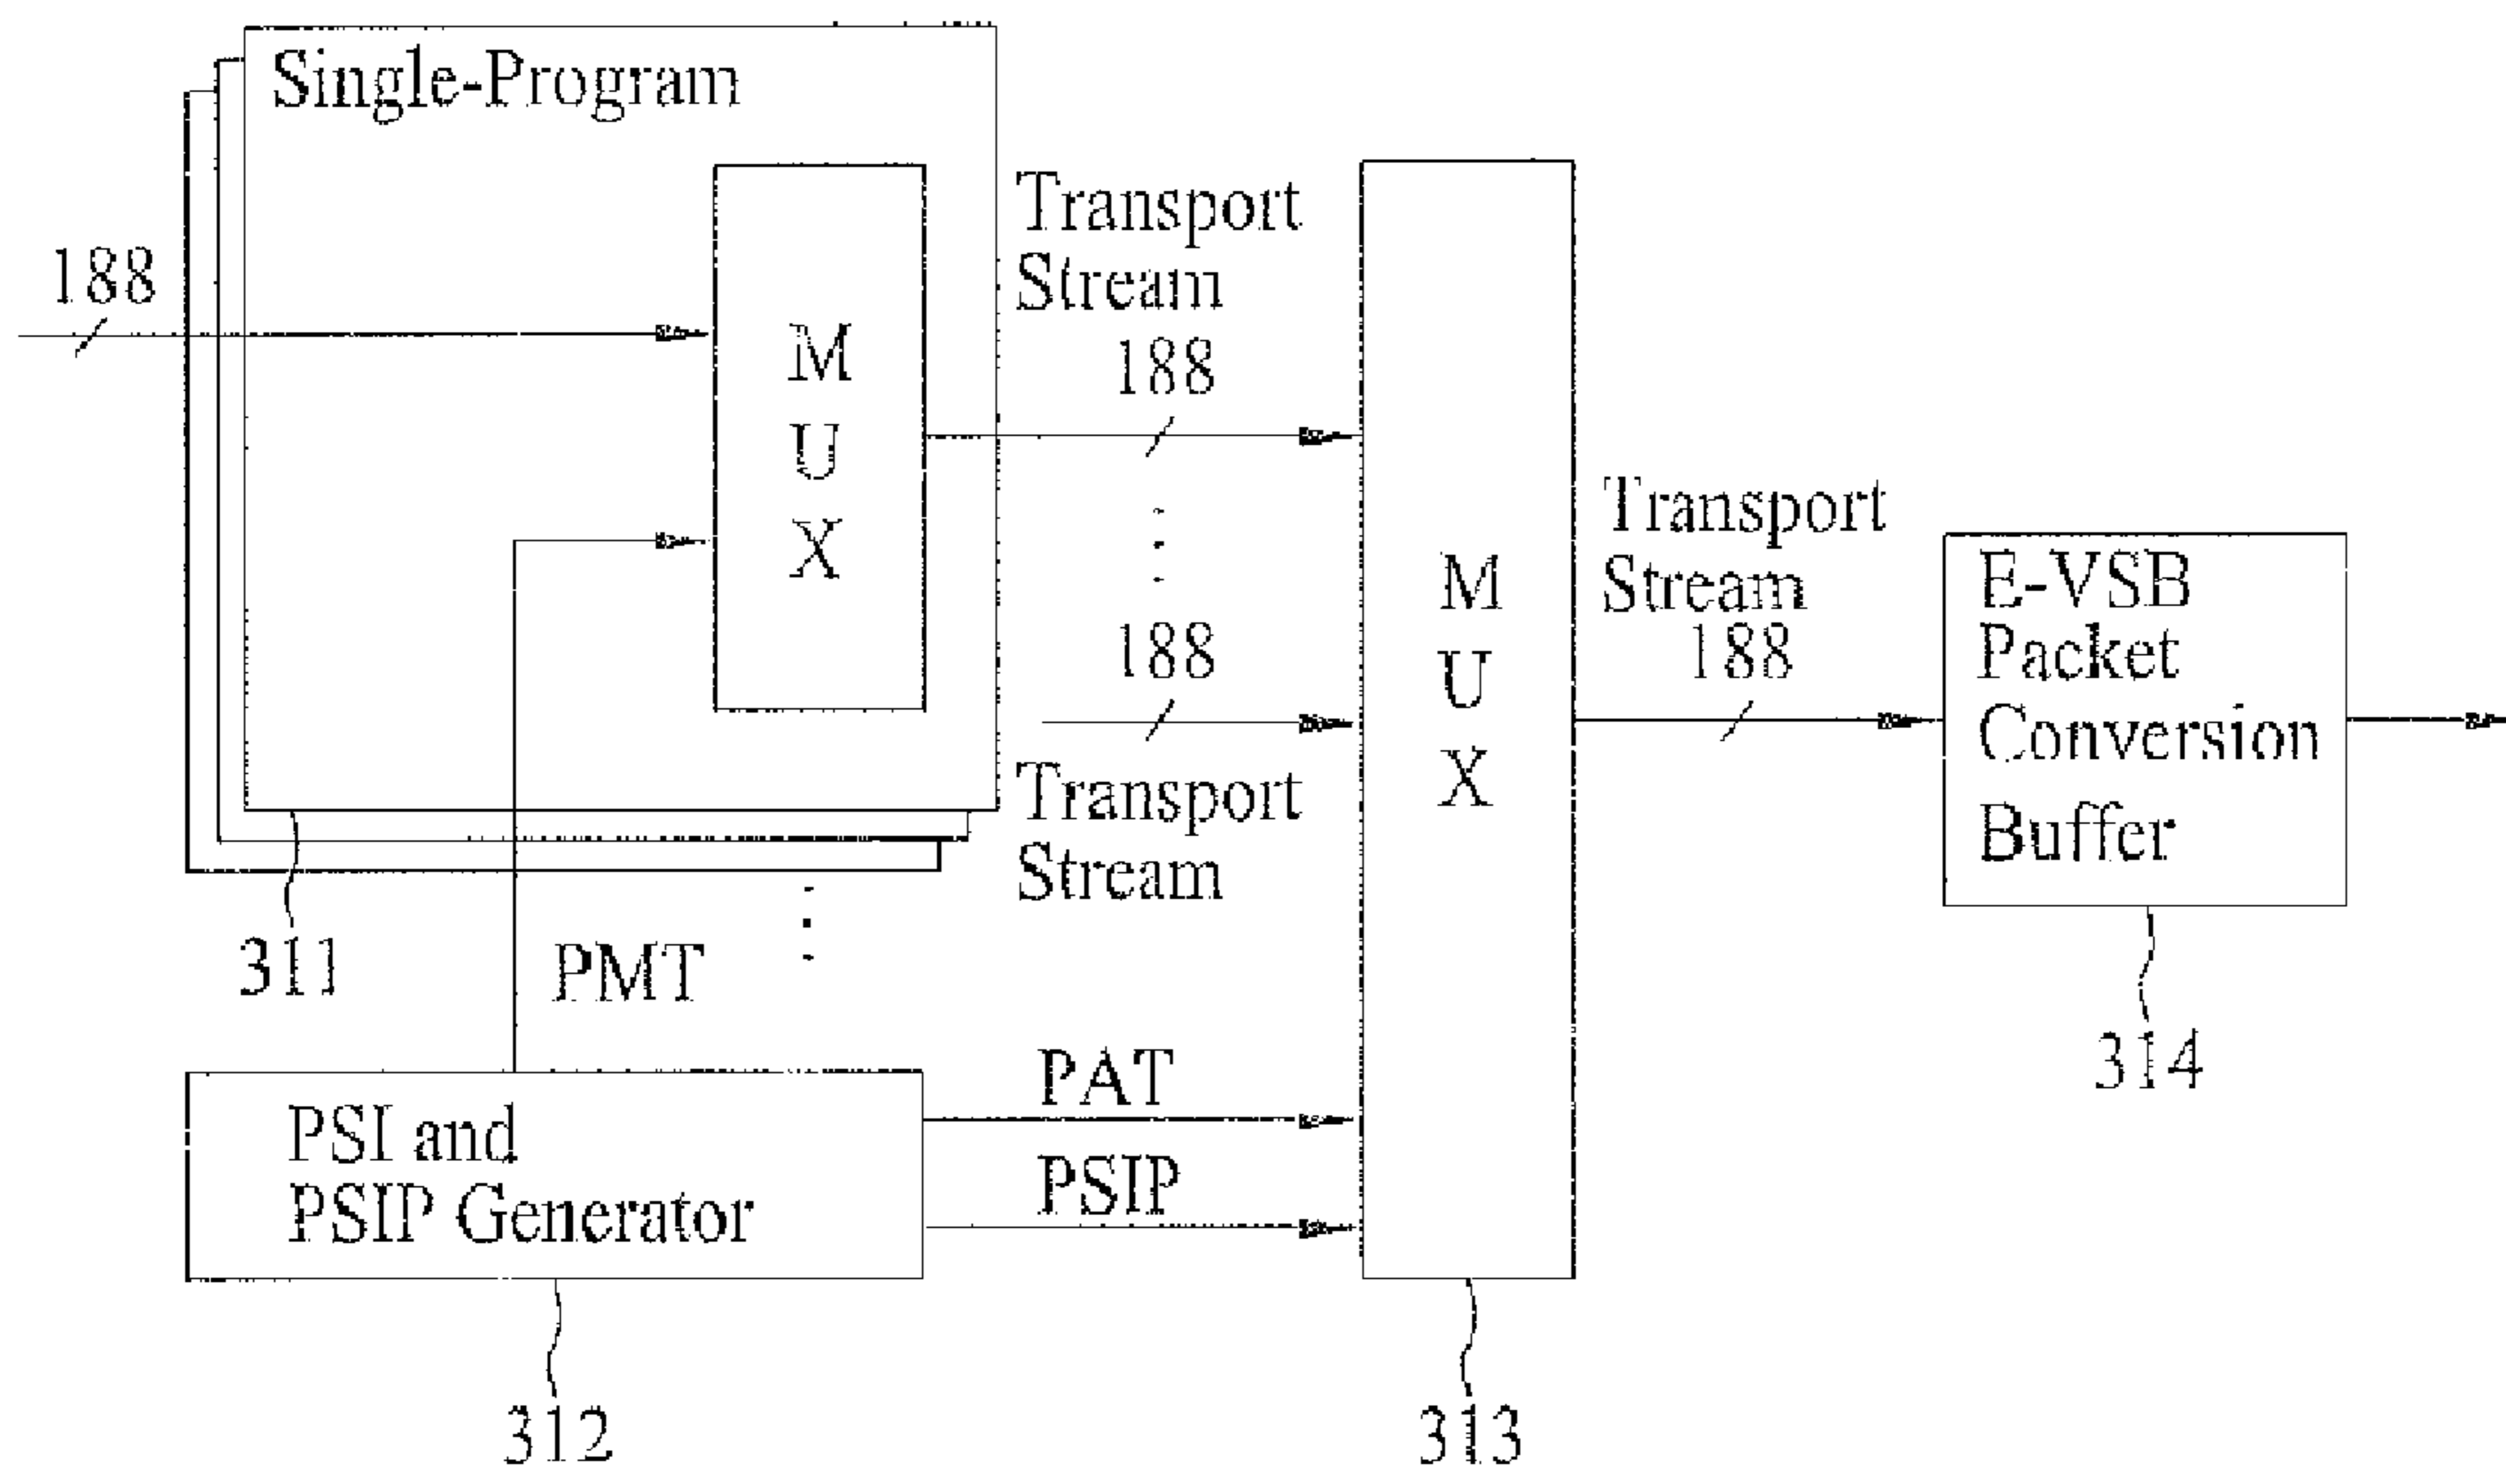 Single-Program
188
M
U
X
Transport
Stream
188
188
Transport
Stream
M
U
X
Transport
Stream
188
E-VSB
Packet
Conversion
Buffer
311
PMT
314
PSI and
PSIP Generator
PAT
PSIP
312
313